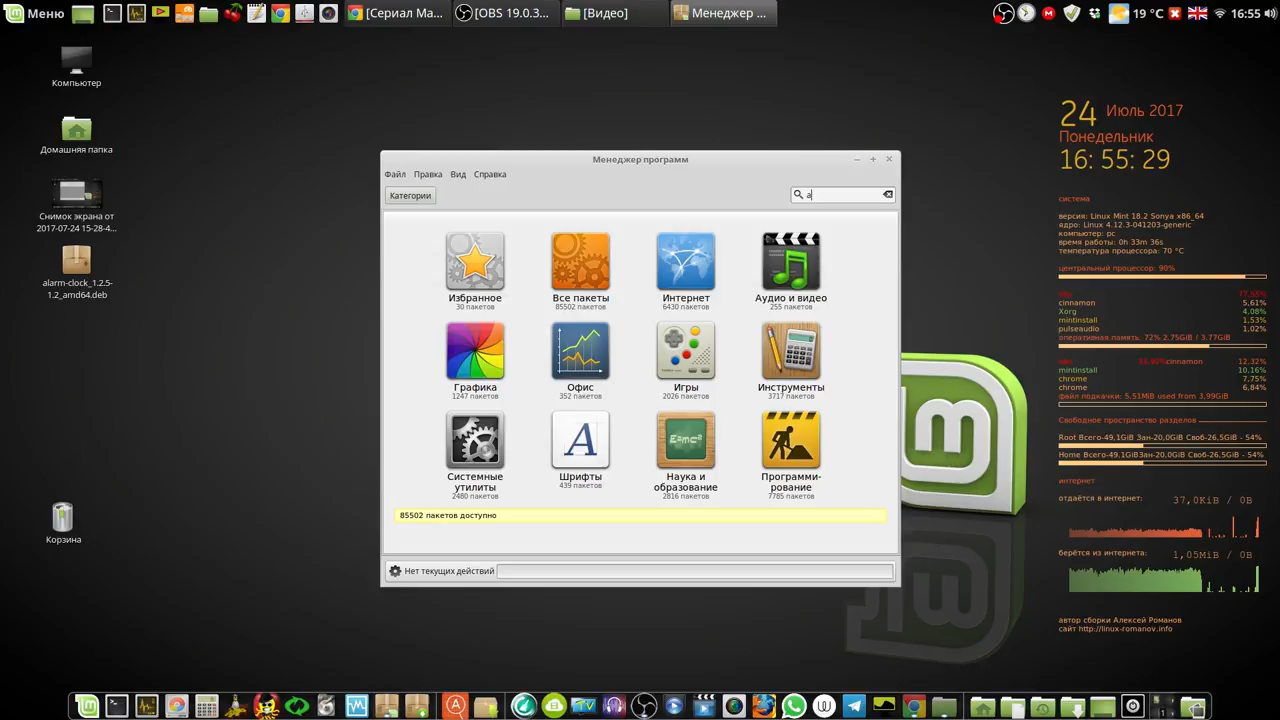 Меню
[Сериал Ма...
[OBS 19.0.3...
[Видео]
Менеджер ...
19 °C
16:55
Компьютер
Домашняя папка
Снимок экрана от
2017-07-24 15-28-4...
alarm-clock_1.2.5-
1.2_amd64.deb
Корзина
Менеджер программ
Файл Правка Вид Справка
Категории
a
Избранное
30 пакетов
Все пакеты
85502 пакетов
Интернет
6430 пакетов
Аудио и видео
255 пакетов
Графика
1247 пакетов
Офис
352 пакетов
Игры
2026 пакетов
Инструменты
3717 пакетов
Системные
утилиты
2480 пакетов
Шрифты
439 пакетов
Наука и
образование
2816 пакетов
Программи-
рование
7785 пакетов
85502 пакетов доступно
Нет текущих действий
24 Июль 2017
Понедельник
16: 55: 29
система
версия: Linux Mint 18.2 Sonya x86_64
ядро: Linux 4.12.3-041203-generic
компьютер: pc
время работы: 0h 33m 36s
температура процессора: 70 °C
центральный процессор: 90%
77,55%
cinnamon 5,61%
Xorg 4,08%
mintinstall 1,53%
pulseaudio 1,02%
оперативная память: 72% 2.75GiB / 3.77GiB
cinnamon 12,32%
mintinstall 10,16%
chrome 7,75%
chrome 6,84%
файл подкачки: 5,51MiB used from 3,99GiB
Свободное пространство разделов
Root Всего-49,1GiB Зан-20,0GiB Своб-26,5GiB - 54%
Home Всего-49,1GiBЗан-20,0GiB Своб-26,5GiB - 54%
интернет
отдаётся в интернет: 37,0KiB / 0B
берётся из интернета: 1,05MiB / 0B
автор сборки Алексей Романов
сайт http://linux-romanov.info